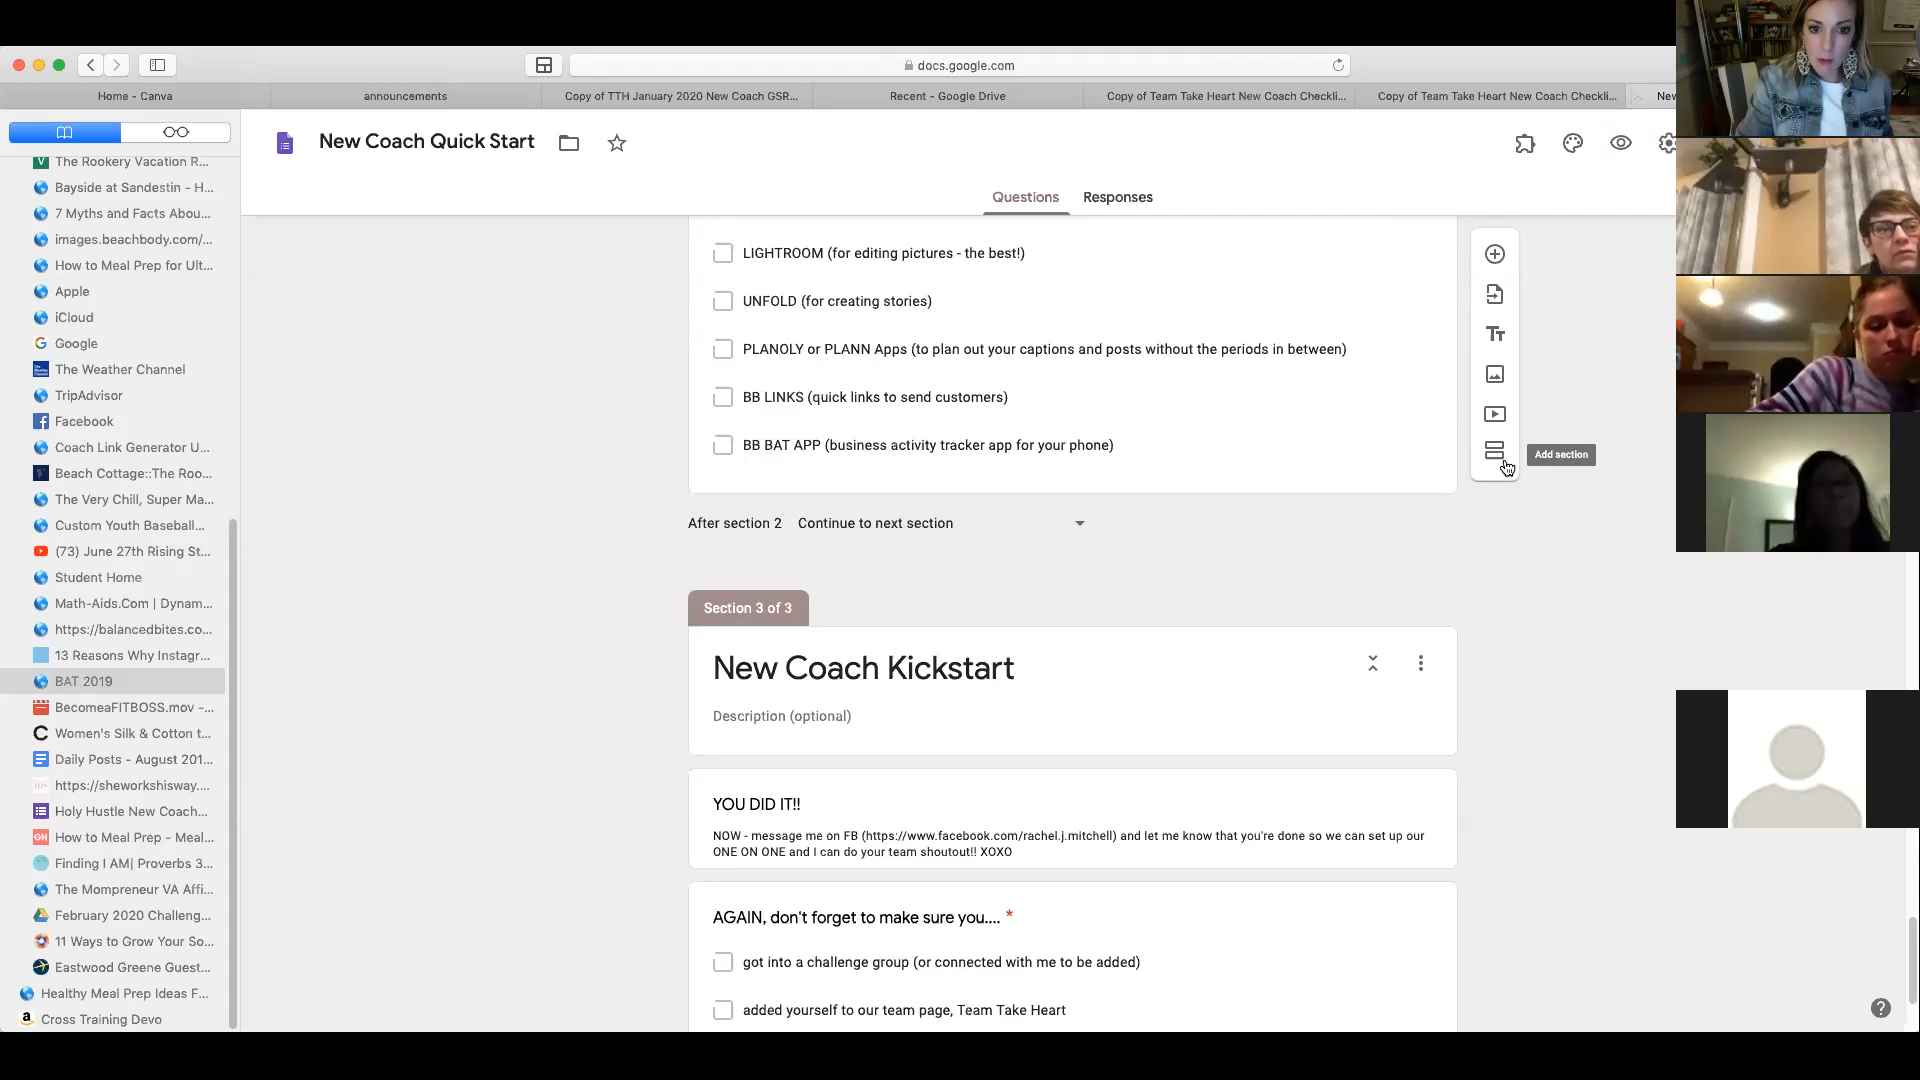 docs.google.com
Home - Canva
announcements
Copy of TTH January 2020 New Coach GSR...
Recent - Google Drive
Copy of Team Take Heart New Coach Checkli...
Copy of Team Take Heart New Coach Checkli...
New
New Coach Quick Start
Questions
Responses
The Rookery Vacation R...
Bayside at Sandestin - H...
7 Myths and Facts Abou...
images.beachbody.com/...
How to Meal Prep for Ult...
Apple
iCloud
Google
The Weather Channel
TripAdvisor
Facebook
Coach Link Generator U...
Beach Cottage::The Roo...
The Very Chill, Super Ma...
Custom Youth Baseball...
(73) June 27th Rising St...
Student Home
Math-Aids.Com | Dynam...
https://balancedbites.co...
13 Reasons Why Instagr...
BAT 2019
BecomeaFITBOSS.mov -...
Women's Silk & Cotton t...
Daily Posts - August 201...
https://sheworkshisway....
Holy Hustle New Coach...
How to Meal Prep - Meal...
Finding I AM| Proverbs 3...
The Mompreneur VA Affi...
February 2020 Challeng...
11 Ways to Grow Your So...
Eastwood Greene Guest...
Healthy Meal Prep Ideas F...
Cross Training Devo
LIGHTROOM (for editing pictures - the best!)
UNFOLD (for creating stories)
PLANOLY or PLANN Apps (to plan out your captions and posts without the periods in between)
BB LINKS (quick links to send customers)
BB BAT APP (business activity tracker app for your phone)
Add section
After section 2 Continue to next section
Section 3 of 3
New Coach Kickstart
Description (optional)
YOU DID IT!!
NOW - message me on FB (https://www.facebook.com/rachel.j.mitchell) and let me know that you're done so we can set up our
ONE ON ONE and I can do your team shoutout!! XOXO
AGAIN, don't forget to make sure you.... *
got into a challenge group (or connected with me to be added)
added yourself to our team page, Team Take Heart